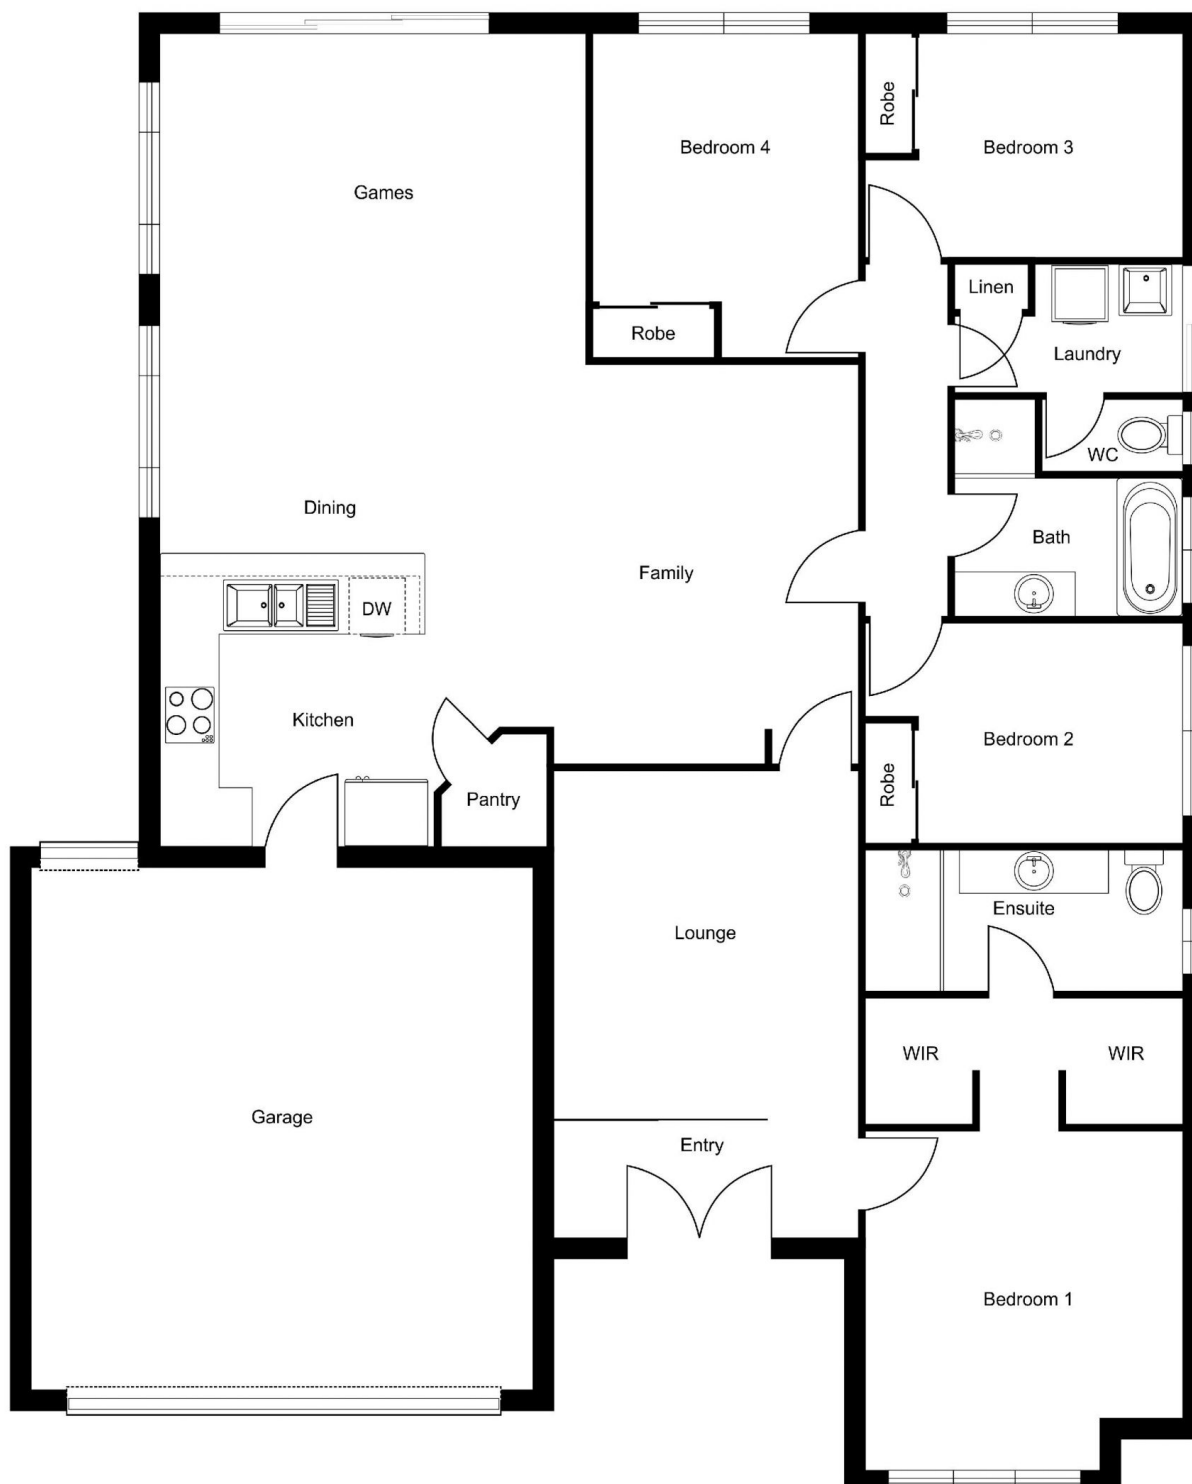 Robe
Bedroom 4
Bedroom 3
Games
Linen
Robe
Laundry
WC
Dining
Bath
Family
DW
Kitchen
Bedroom 2
Robe
Pantry
Ensuite
Lounge
WIR
WIR
Garage
Entry
Bedroom 1